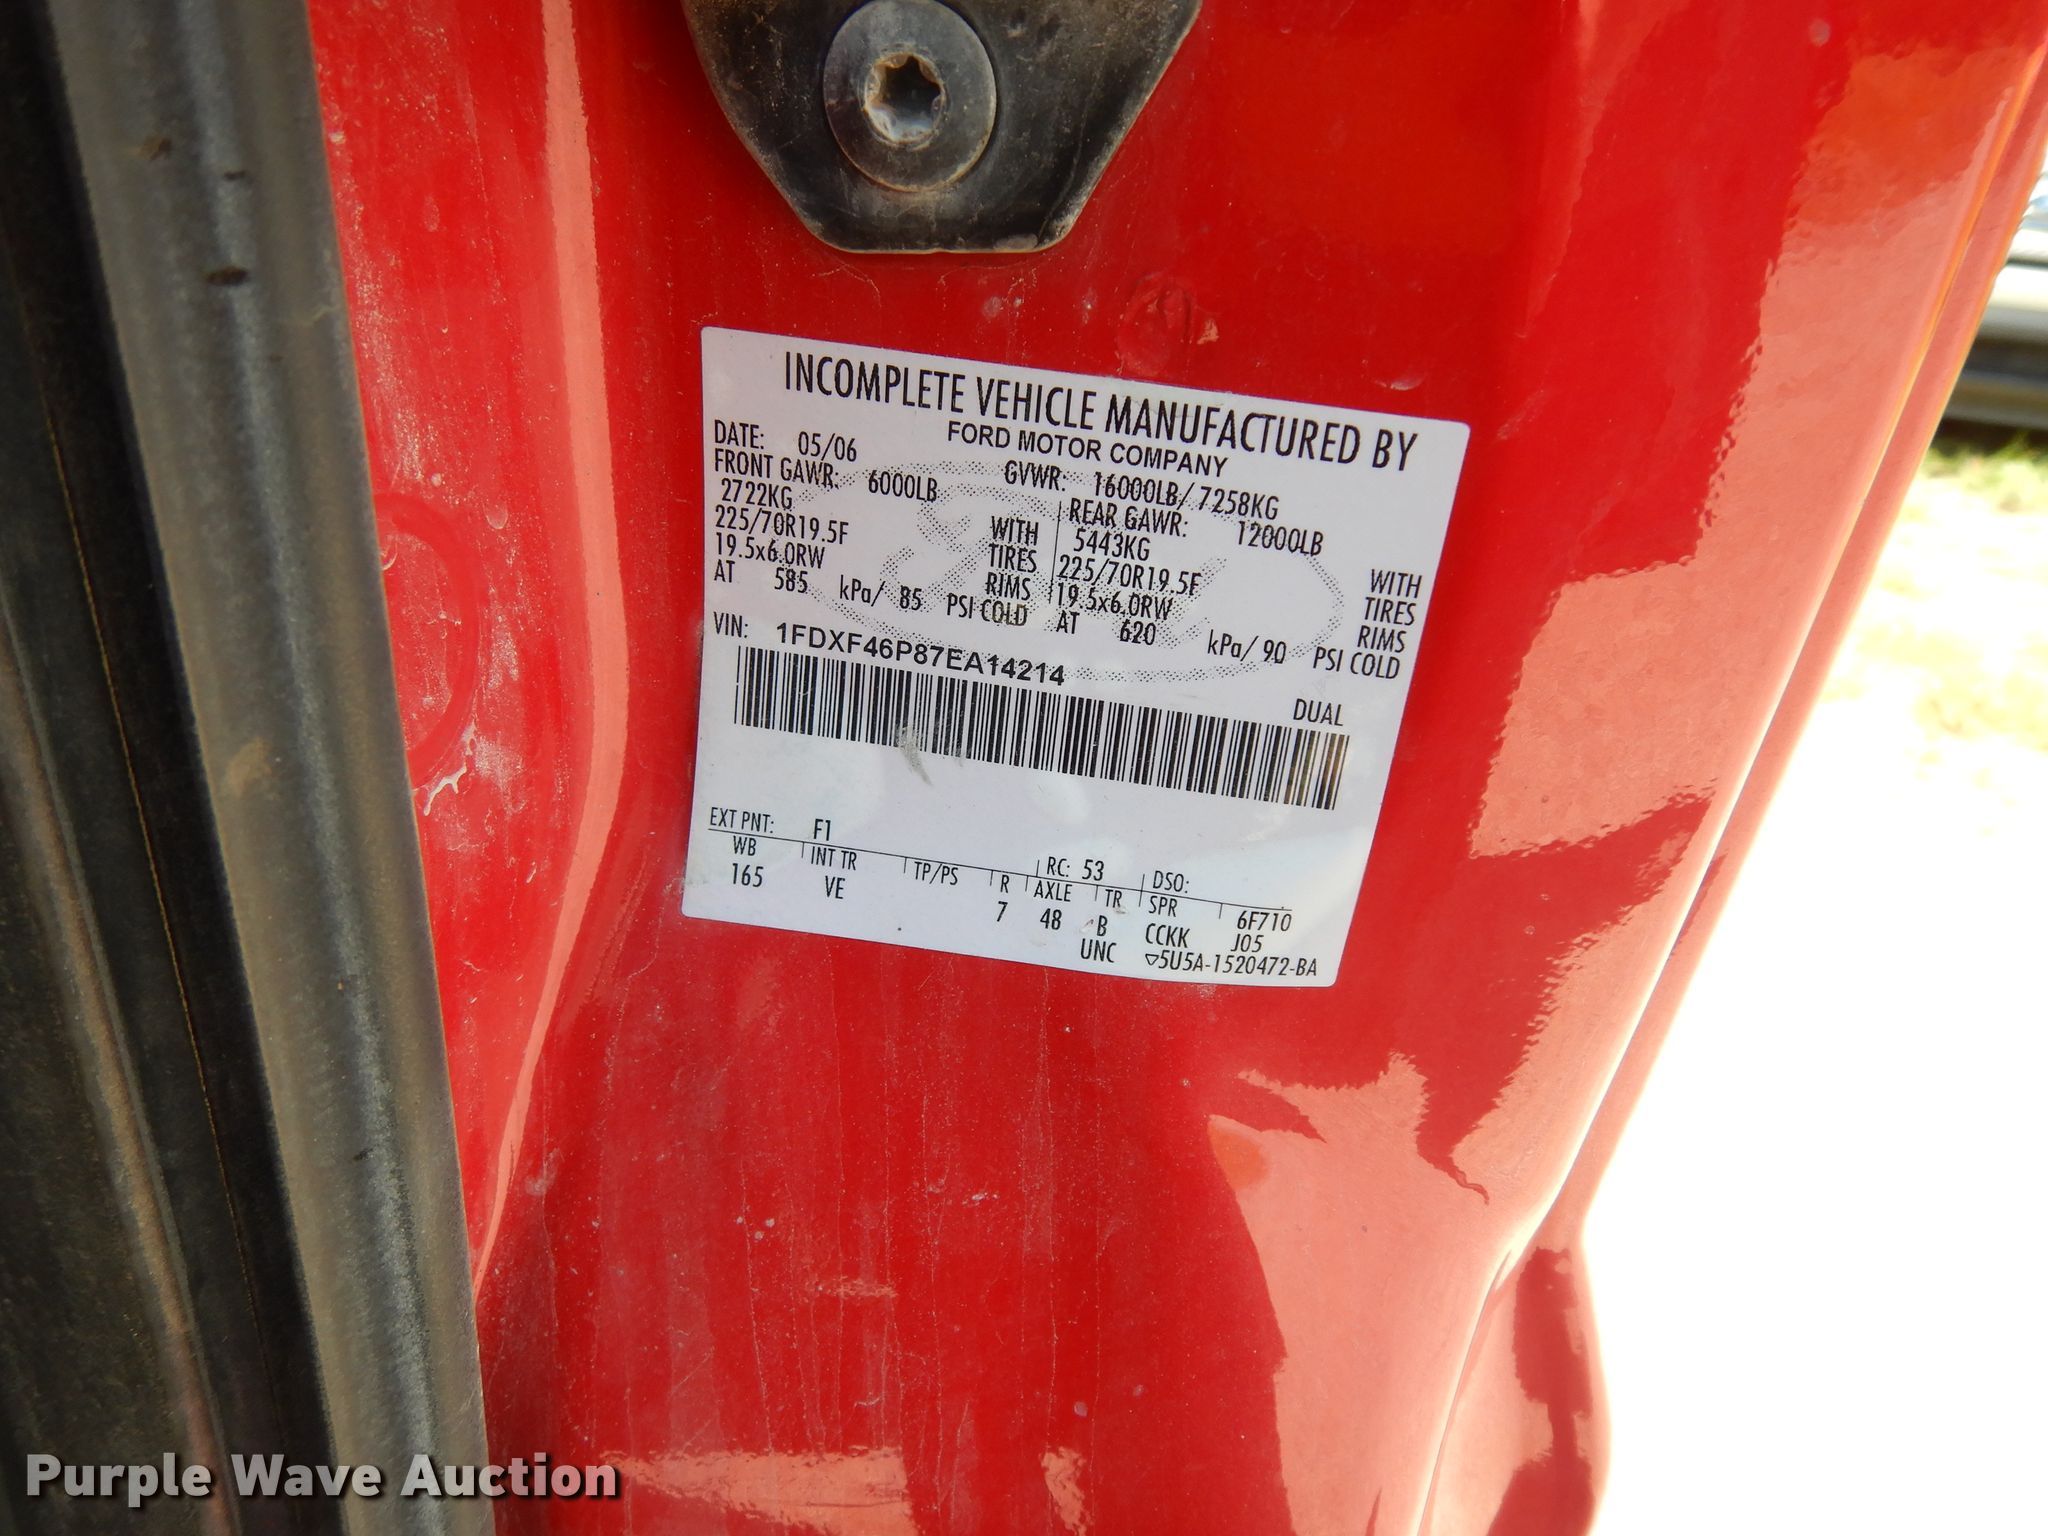 INCOMPLETE VEHICLE MANUFACTURED BY
FORD MOTOR COMPANY
DATE: 05/06 GVWR: 16000LB/ 7258KG
FRONT GAWR: 6000LB REAR GAWR: 12000LB
2722KG WITH 5443KG WITH
225/70R19.5F TIRES 225/70R19.5F TIRES
19.5x6.0RW RIMS 19.5x6.0RW RIMS
AT 585 kPa/ 85 PSI COLD AT 620 kPa/ 90 PSI COLD
VIN: 1FDXF46P87EA14214
DUAL
EXT PNT: F1 RC: 53 DSO:
WB INT TR TP/PS R AXLE TR SPR 6F710
165 VE 7 48 B CCKK J05
UNC ▽5U5A-1520472-BA
Purple Wave Auction